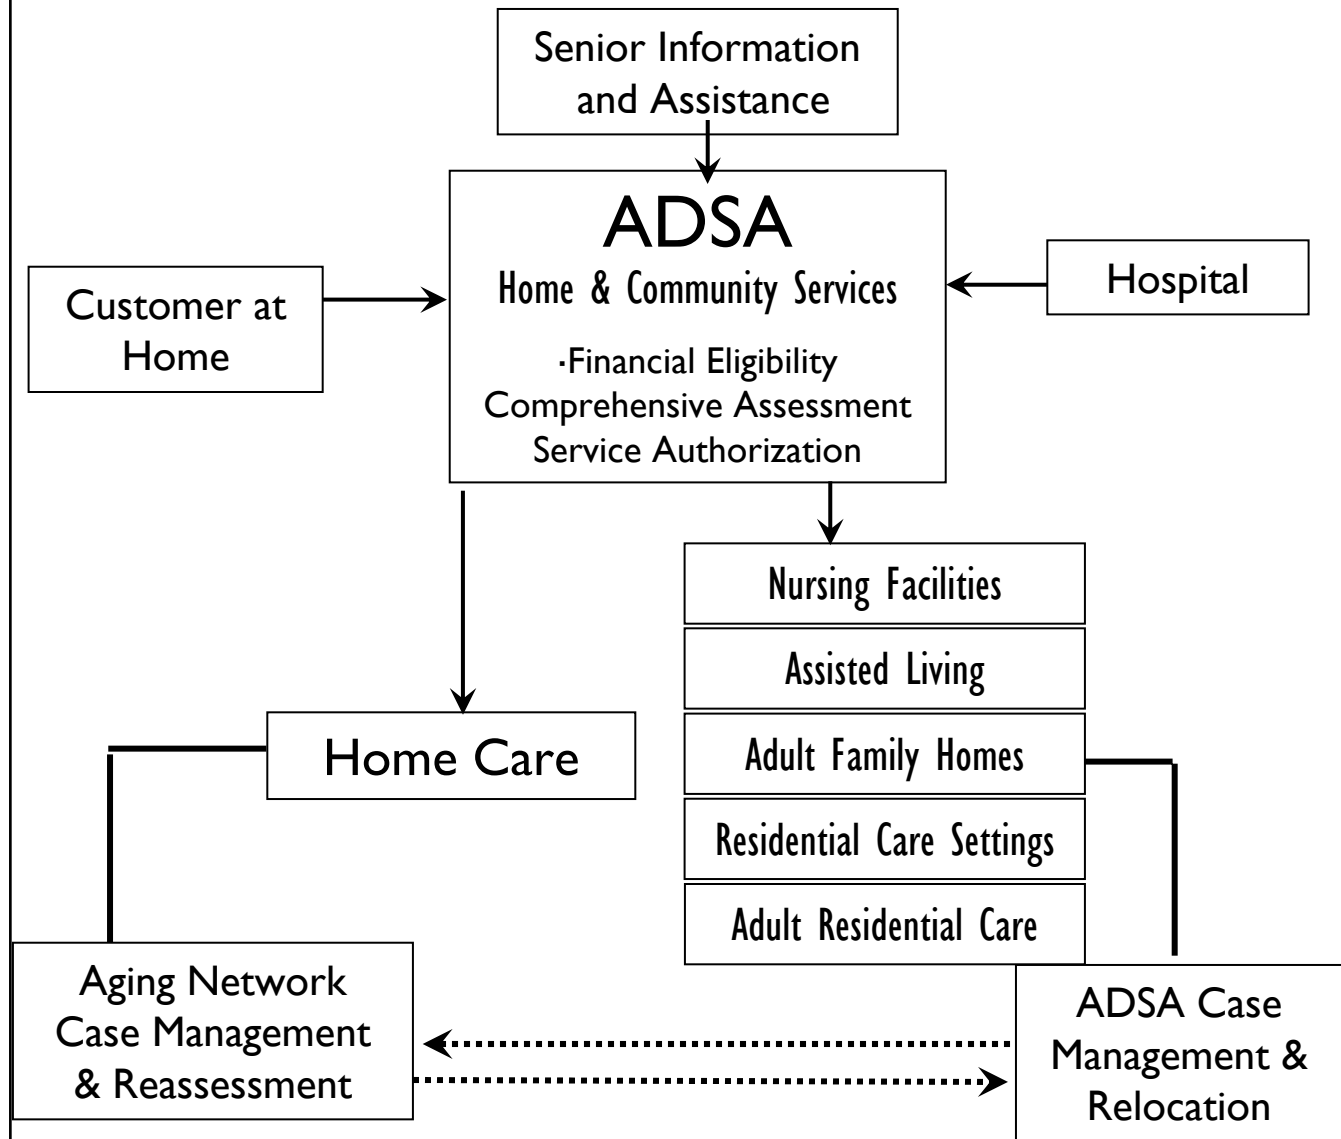 Senior Information
and Assistance
ADSA
Home & Community Services
·Financial Eligibility
Comprehensive Assessment
Service Authorization
Customer at
Home
Hospital
Nursing Facilities
Assisted Living
Adult Family Homes
Residential Care Settings
Adult Residential Care
Home Care
Aging Network
Case Management
& Reassessment
ADSA Case
Management &
Relocation